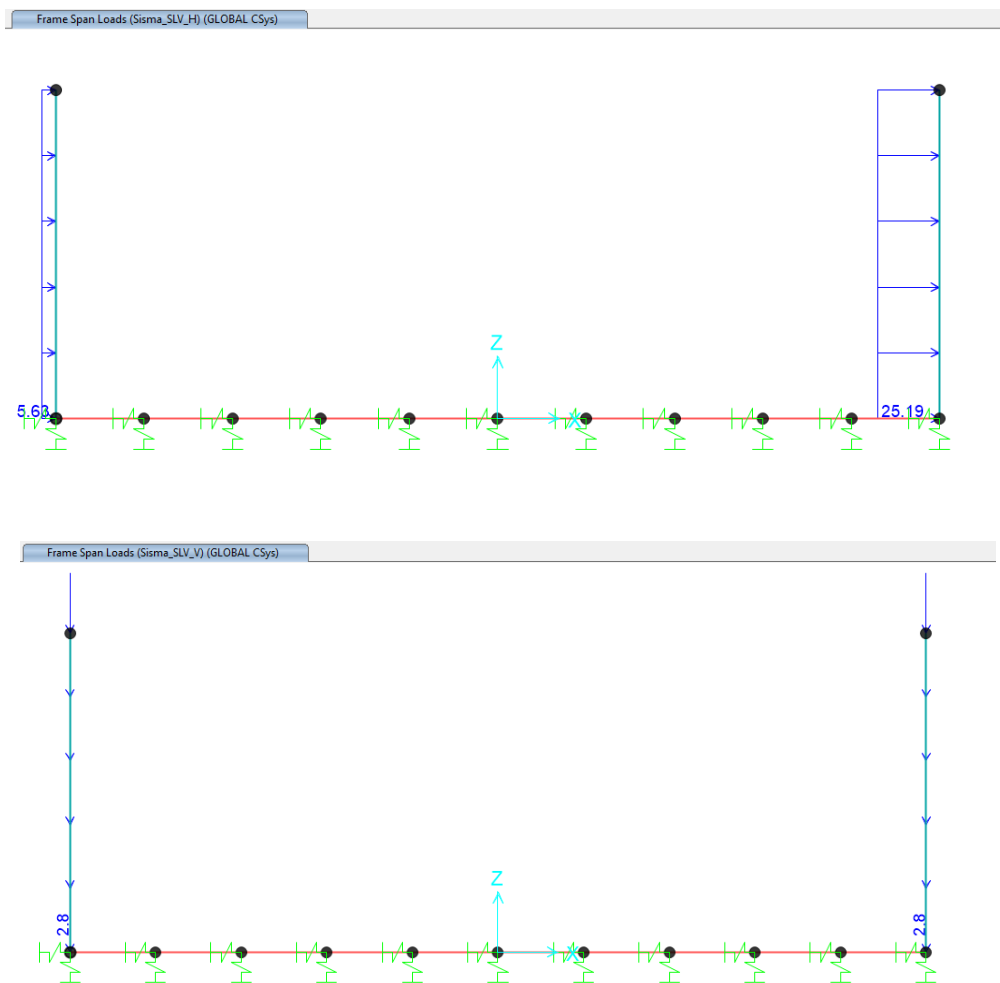 Frame Span Loads (Sisma_SLV_H) (GLOBAL CSys)
Z
5.63
X
25.19
Frame Span Loads (Sisma_SLV_V) (GLOBAL CSys)
Z
2.8
2.8
X